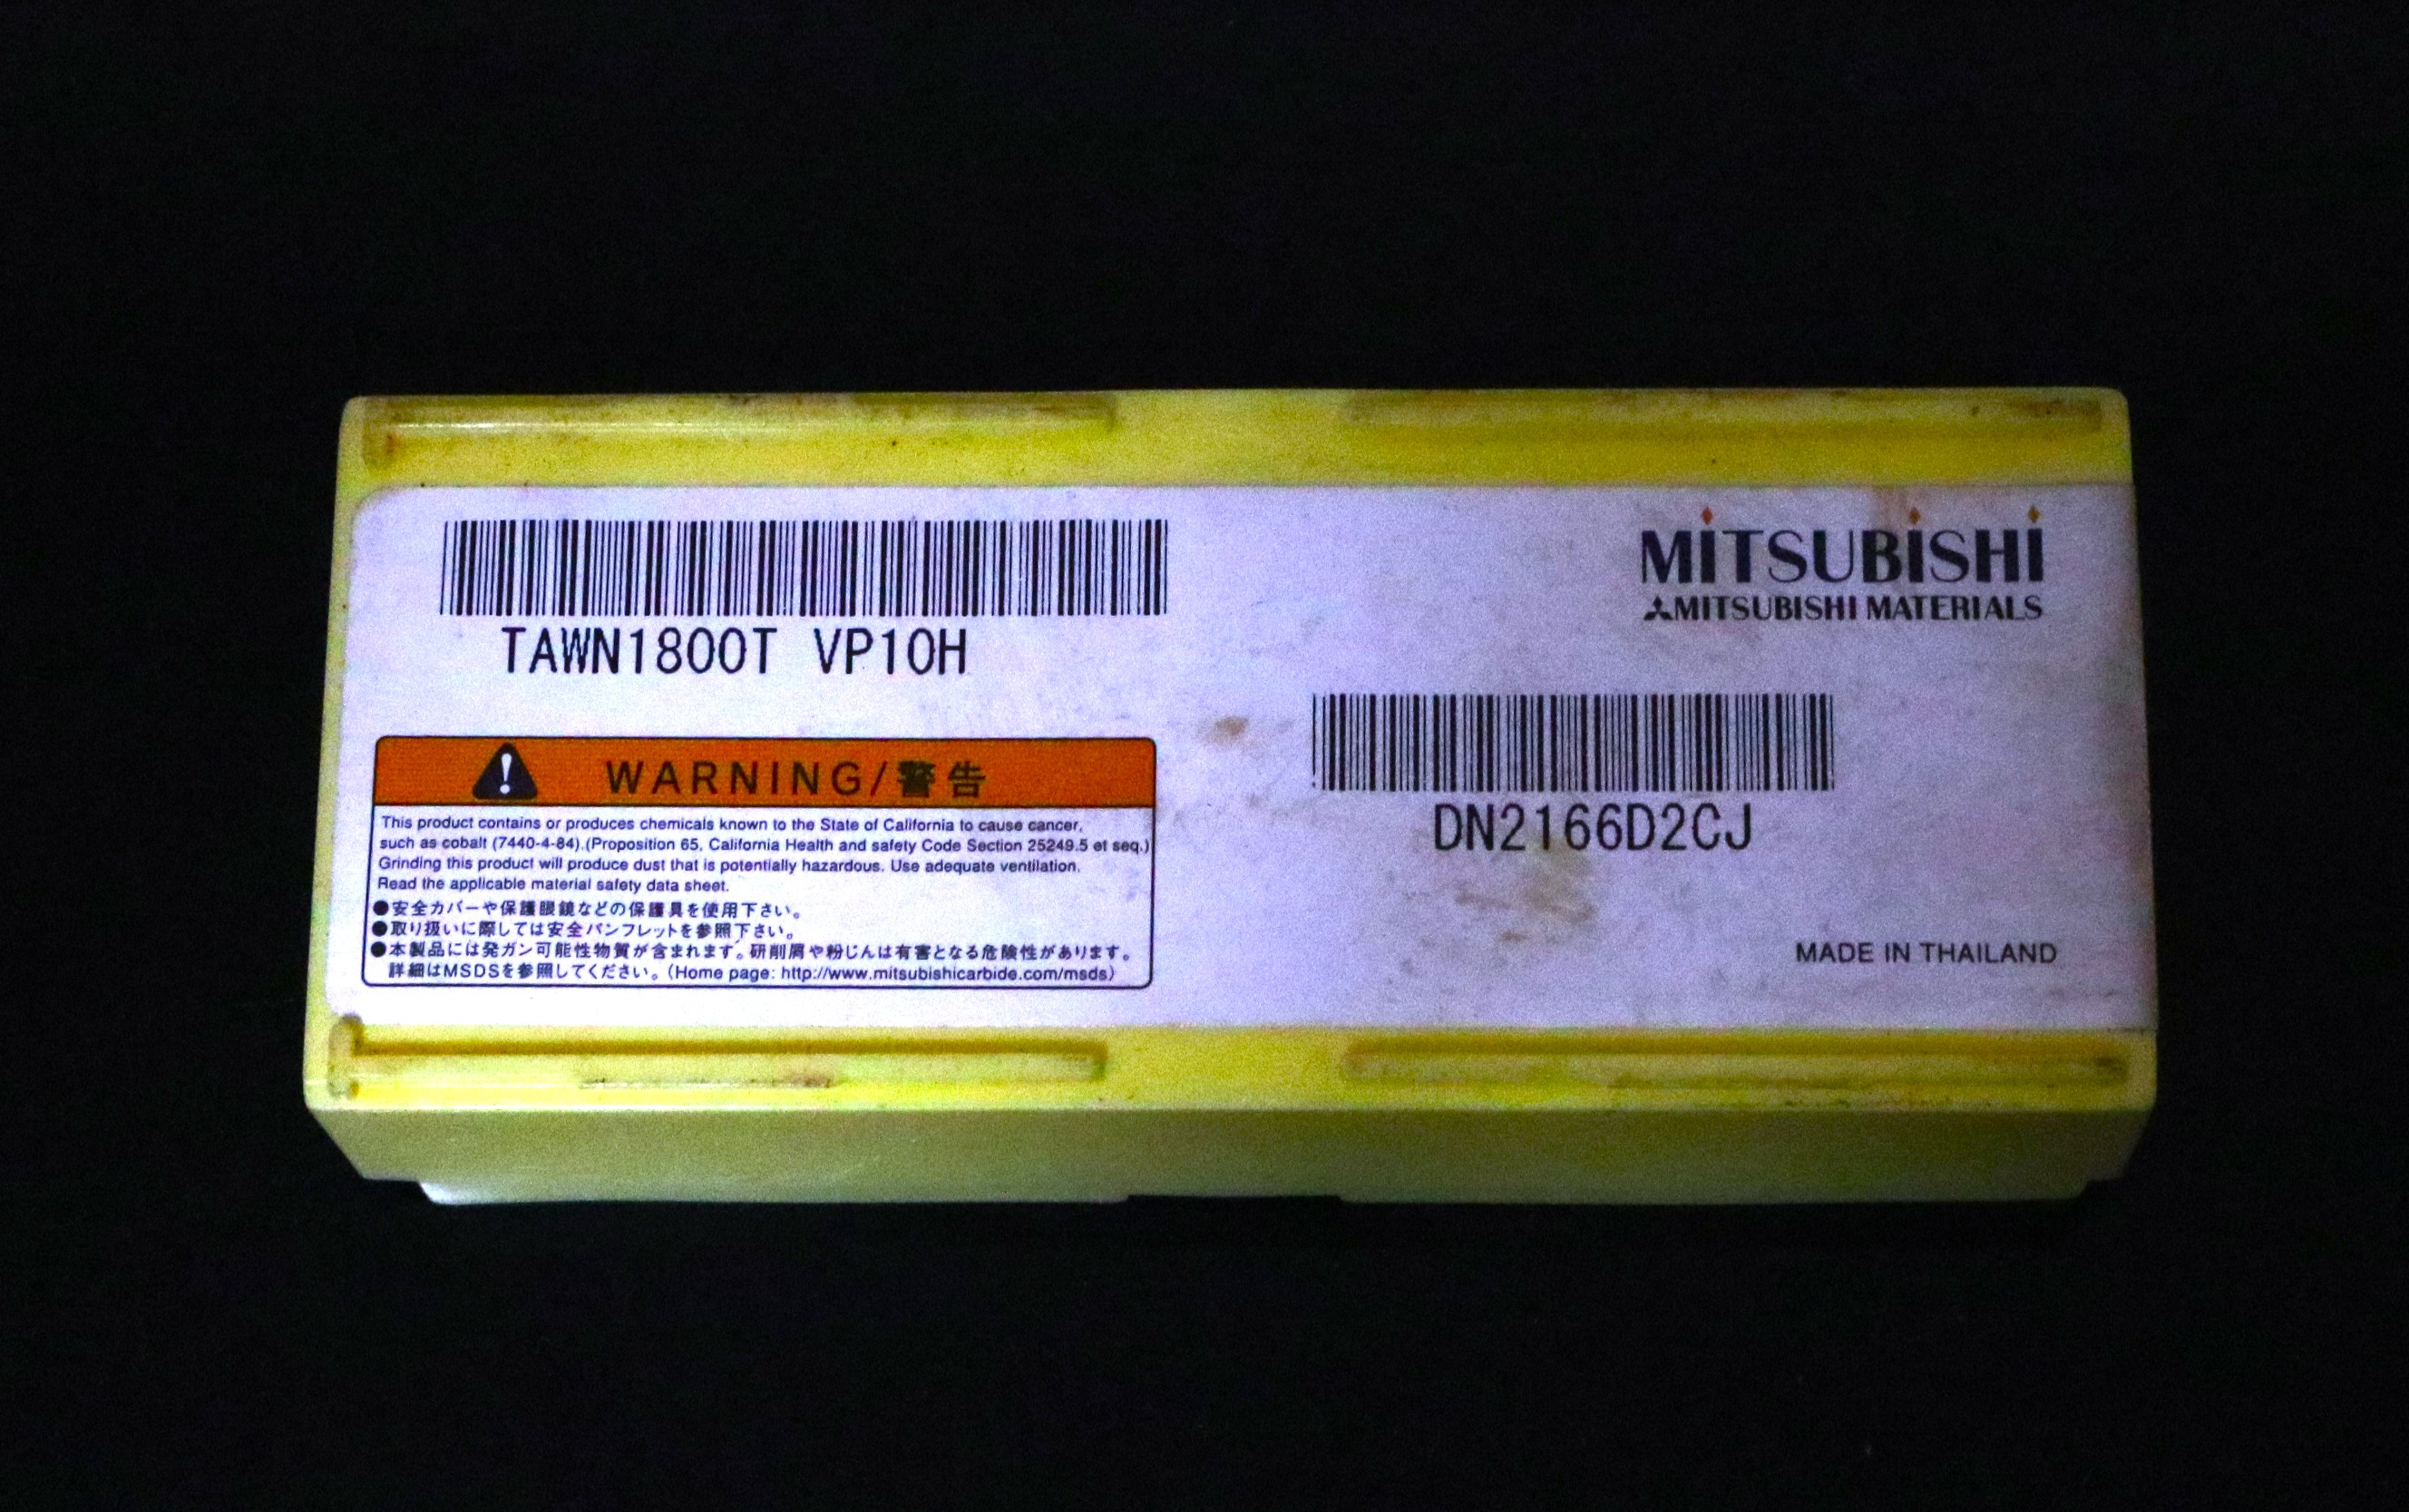 TAWN1800T VP10H
MITSUBISHI
MITSUBISHI MATERIALS
WARNING/警告
This product contains or produces chemicals known to the State of California to cause cancer,
such as cobalt (7440-4-84).(Proposition 65, California Health and safety Code Section 25249.5 et seq.)
Grinding this product will produce dust that is potentially hazardous. Use adequate ventilation.
Read the applicable material safety data sheet.
●安全カバーや保護眼鏡などの保護具を使用下さい。
●取り扱いに際しては安全パンフレットを参照下さい。
●本製品には発ガン可能性物質が含まれます。研削屑や粉じんは有害となる危険性があります。
詳細はMSDSを参照してください。(Home page: http://www.mitsubishicarbide.com/msds)
DN2166D2CJ
MADE IN THAILAND